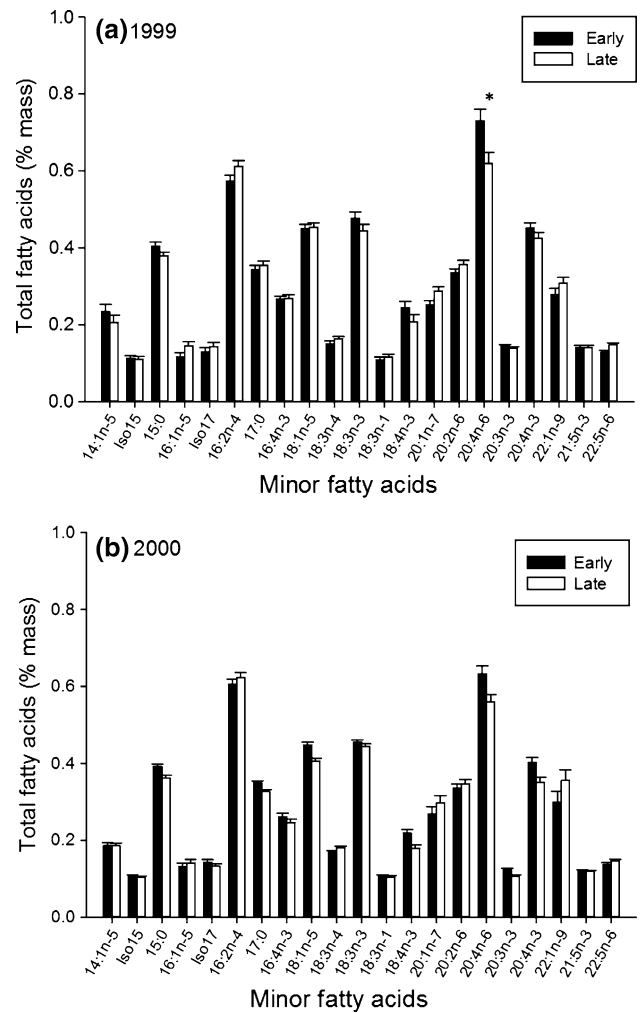 (a) 1999
Early
Late
*
Total fatty acids (% mass)
1.0
0.8
0.6
0.4
0.2
0.0
14:1n-5
Iso15
15:0
16:1n-5
Iso17
16:2n-4
17:0
16:4n-3
18:1n-5
18:3n-4
18:3n-3
18:3n-1
18:4n-3
20:1n-7
20:2n-6
20:4n-6
20:3n-3
20:4n-3
22:1n-9
21:5n-3
22:5n-6
Minor fatty acids
(b) 2000
Early
Late
Total fatty acids (% mass)
1.0
0.8
0.6
0.4
0.2
0.0
14:1n-5
Iso15
15:0
16:1n-5
Iso17
16:2n-4
17:0
16:4n-3
18:1n-5
18:3n-4
18:3n-3
18:3n-1
18:4n-3
20:1n-7
20:2n-6
20:4n-6
20:3n-3
20:4n-3
22:1n-9
21:5n-3
22:5n-6
Minor fatty acids